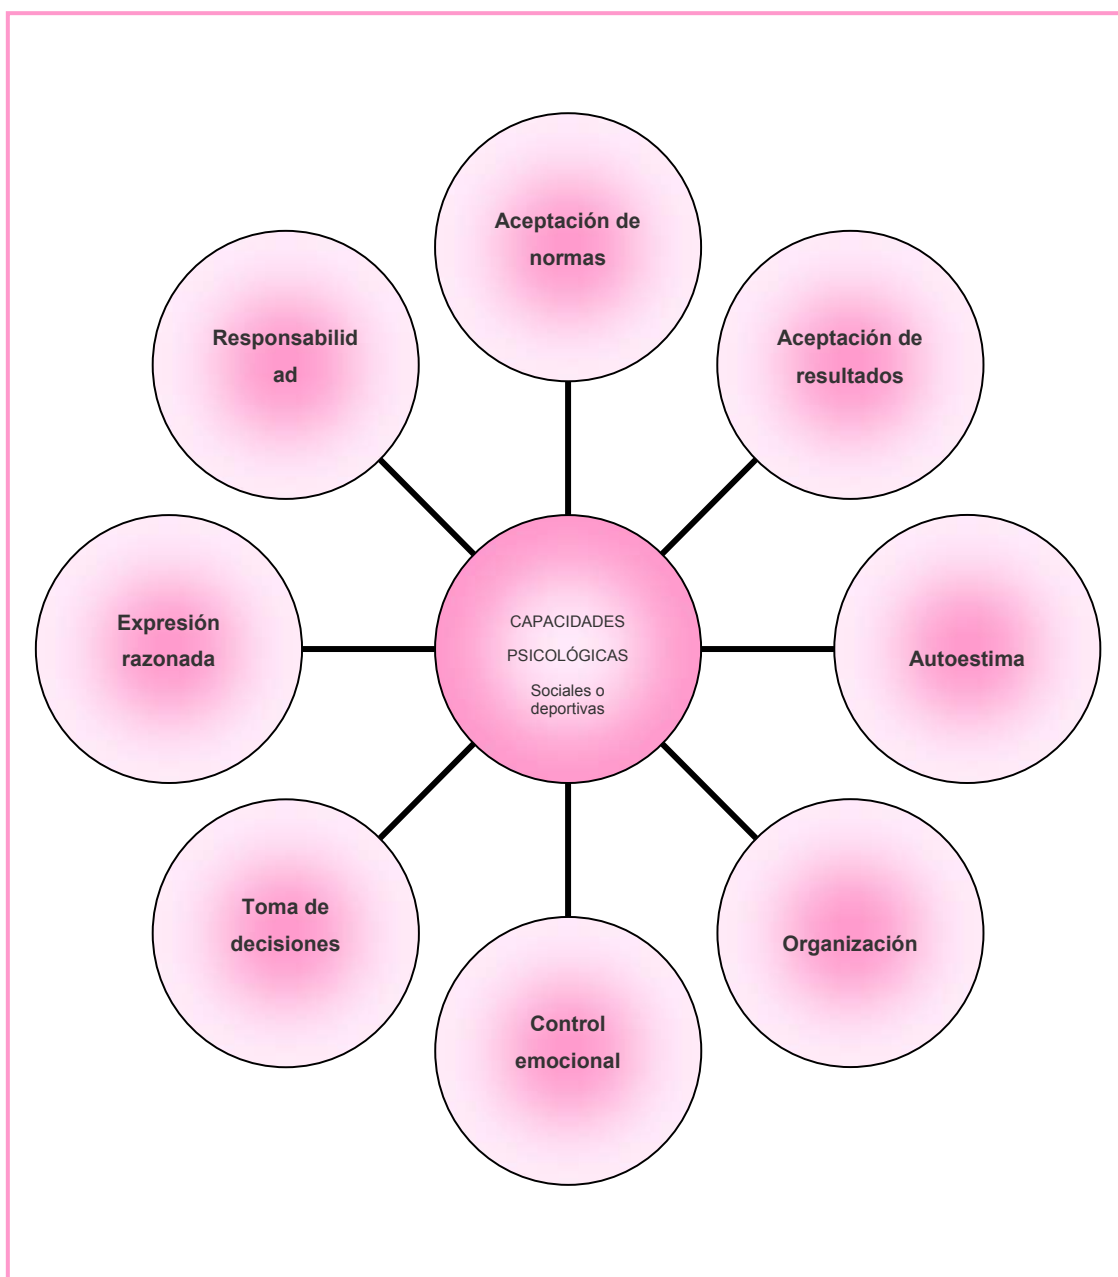 Aceptación de
normas
Responsabilid
ad
Aceptación de
resultados
Expresión
razonada
CAPACIDADES
PSICOLÓGICAS
Sociales o
deportivas
Autoestima
Toma de
decisiones
Organización
Control
emocional